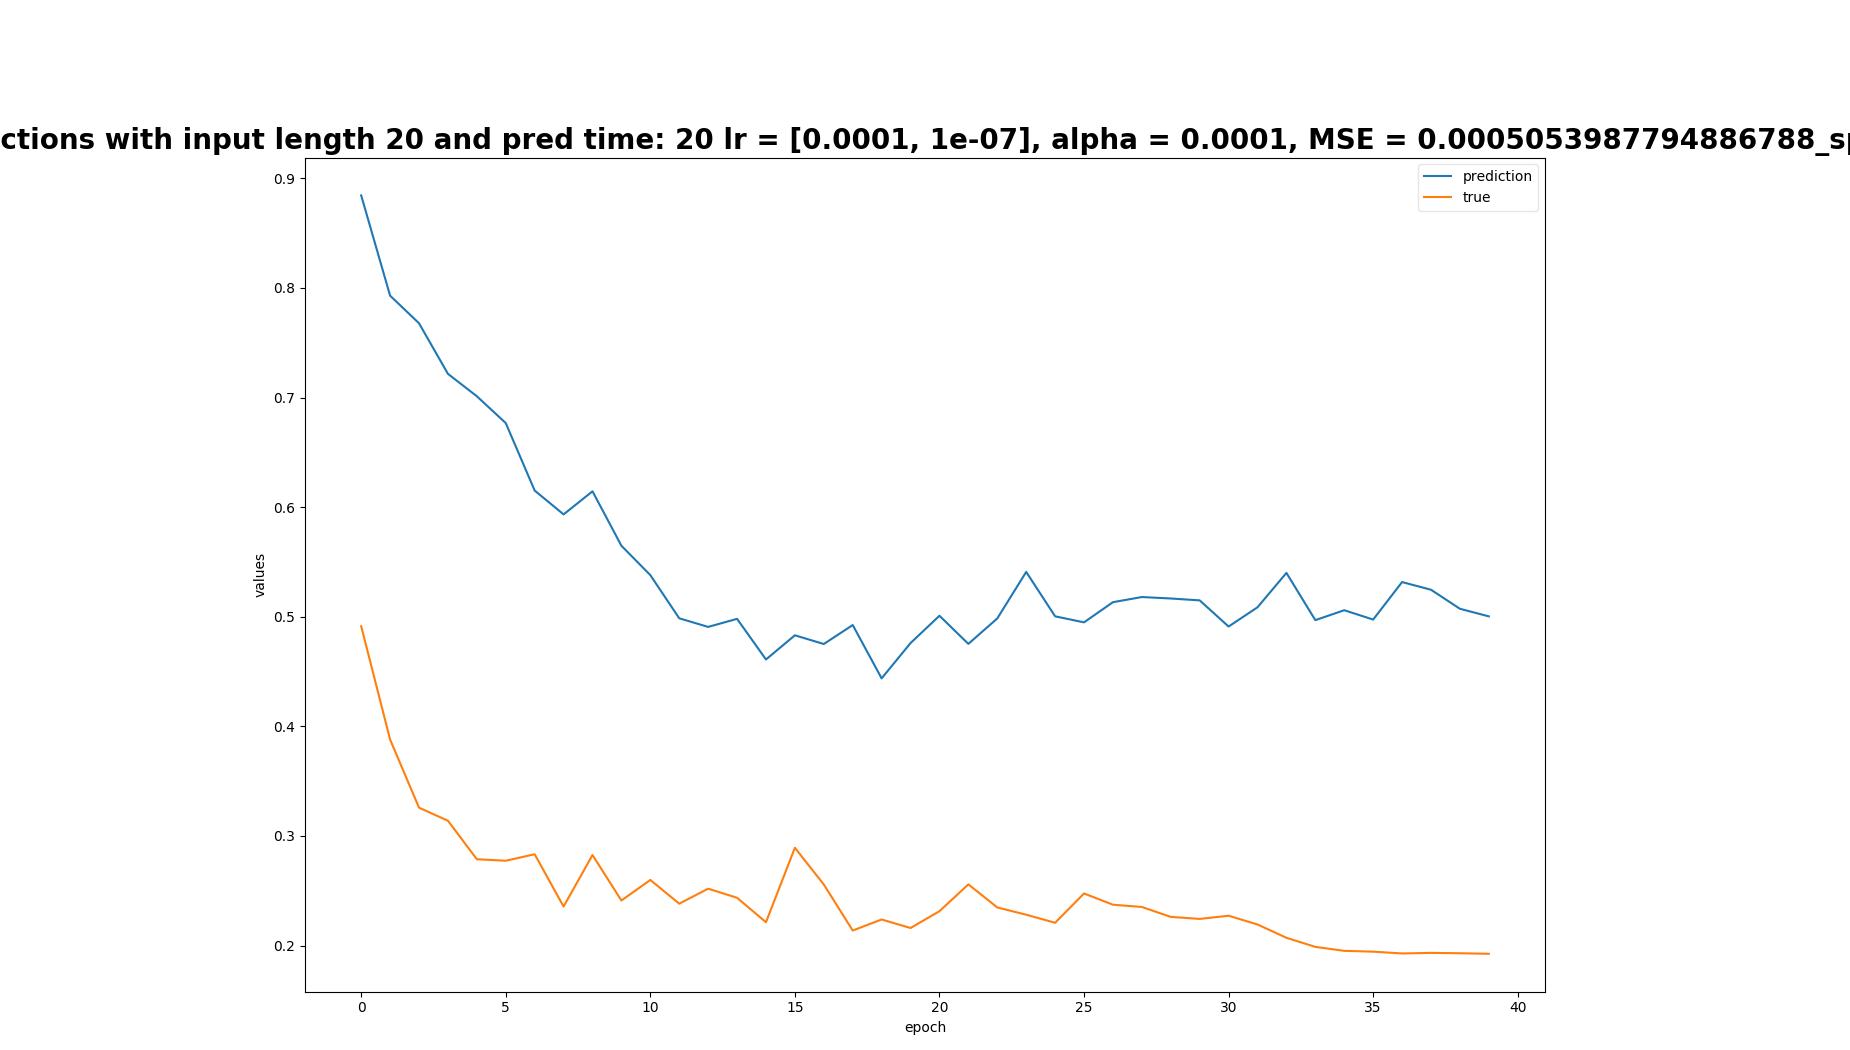 ctions with input length 20 and pred time: 20 lr = [0.0001, 1e-07], alpha = 0.0001, MSE = 0.0005053987794886788_sp
prediction
true
0.9
0.8
0.7
0.6
0.5
0.4
0.3
0.2
values
0 5 10 15 20 25 30 35 40
epoch